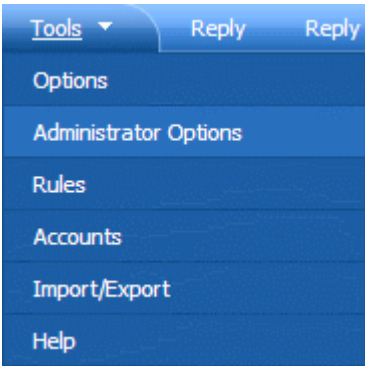 Tools Reply Reply
Options
Administrator Options
Rules
Accounts
Import/Export
Help